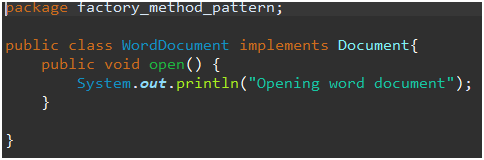 package factory_method_pattern;
public class WordDocument implements Document{
    public void open() {
        System.out.println("Opening word document");
    }
}